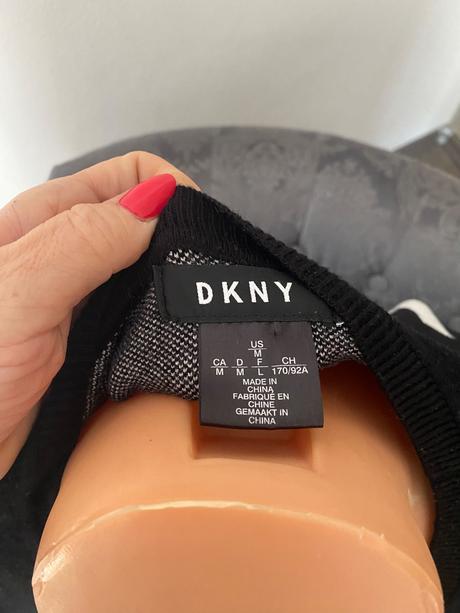 DKNY
US
M
CA D F CH
M M L 170/92A
MADE IN
CHINA
FABRIQUÉ EN
CHINE
GEMAAKT IN
CHINA